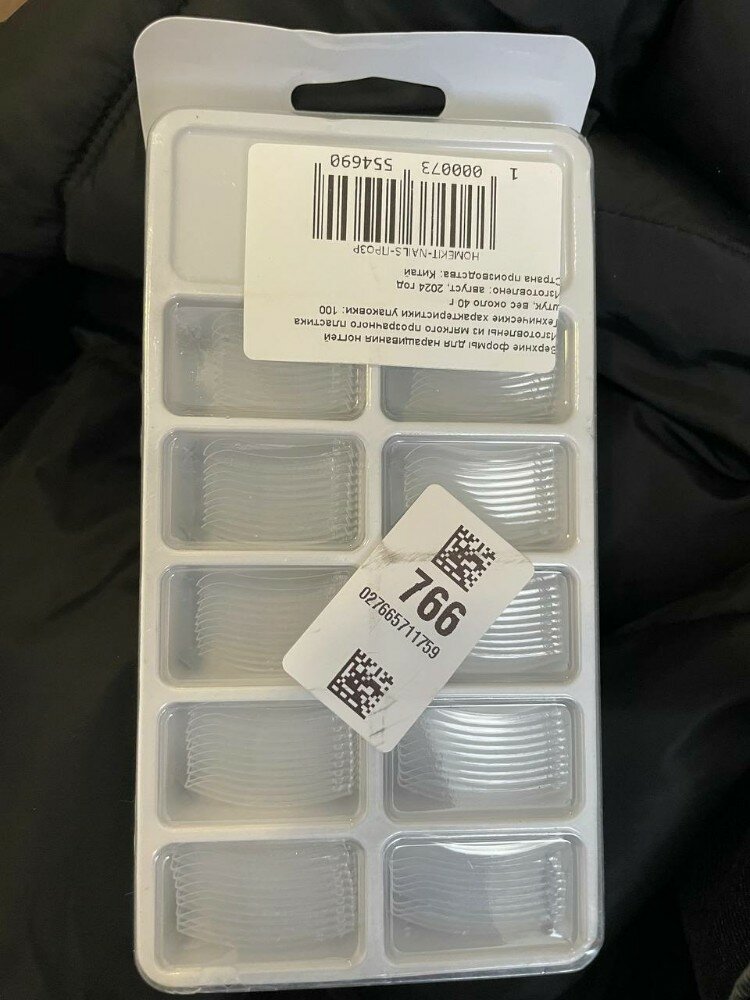 Верхние формы для наращивания ногтей
Изготовлены из мягкого прозрачного пластика
Технические характеристики упаковки: 100
штук, вес около 40 г
Изготовлено: август, 2024 год
Страна производства: Китай
HOMEKIT-NAILS-ПРОЗР
1 000073 554690
766
027665711759